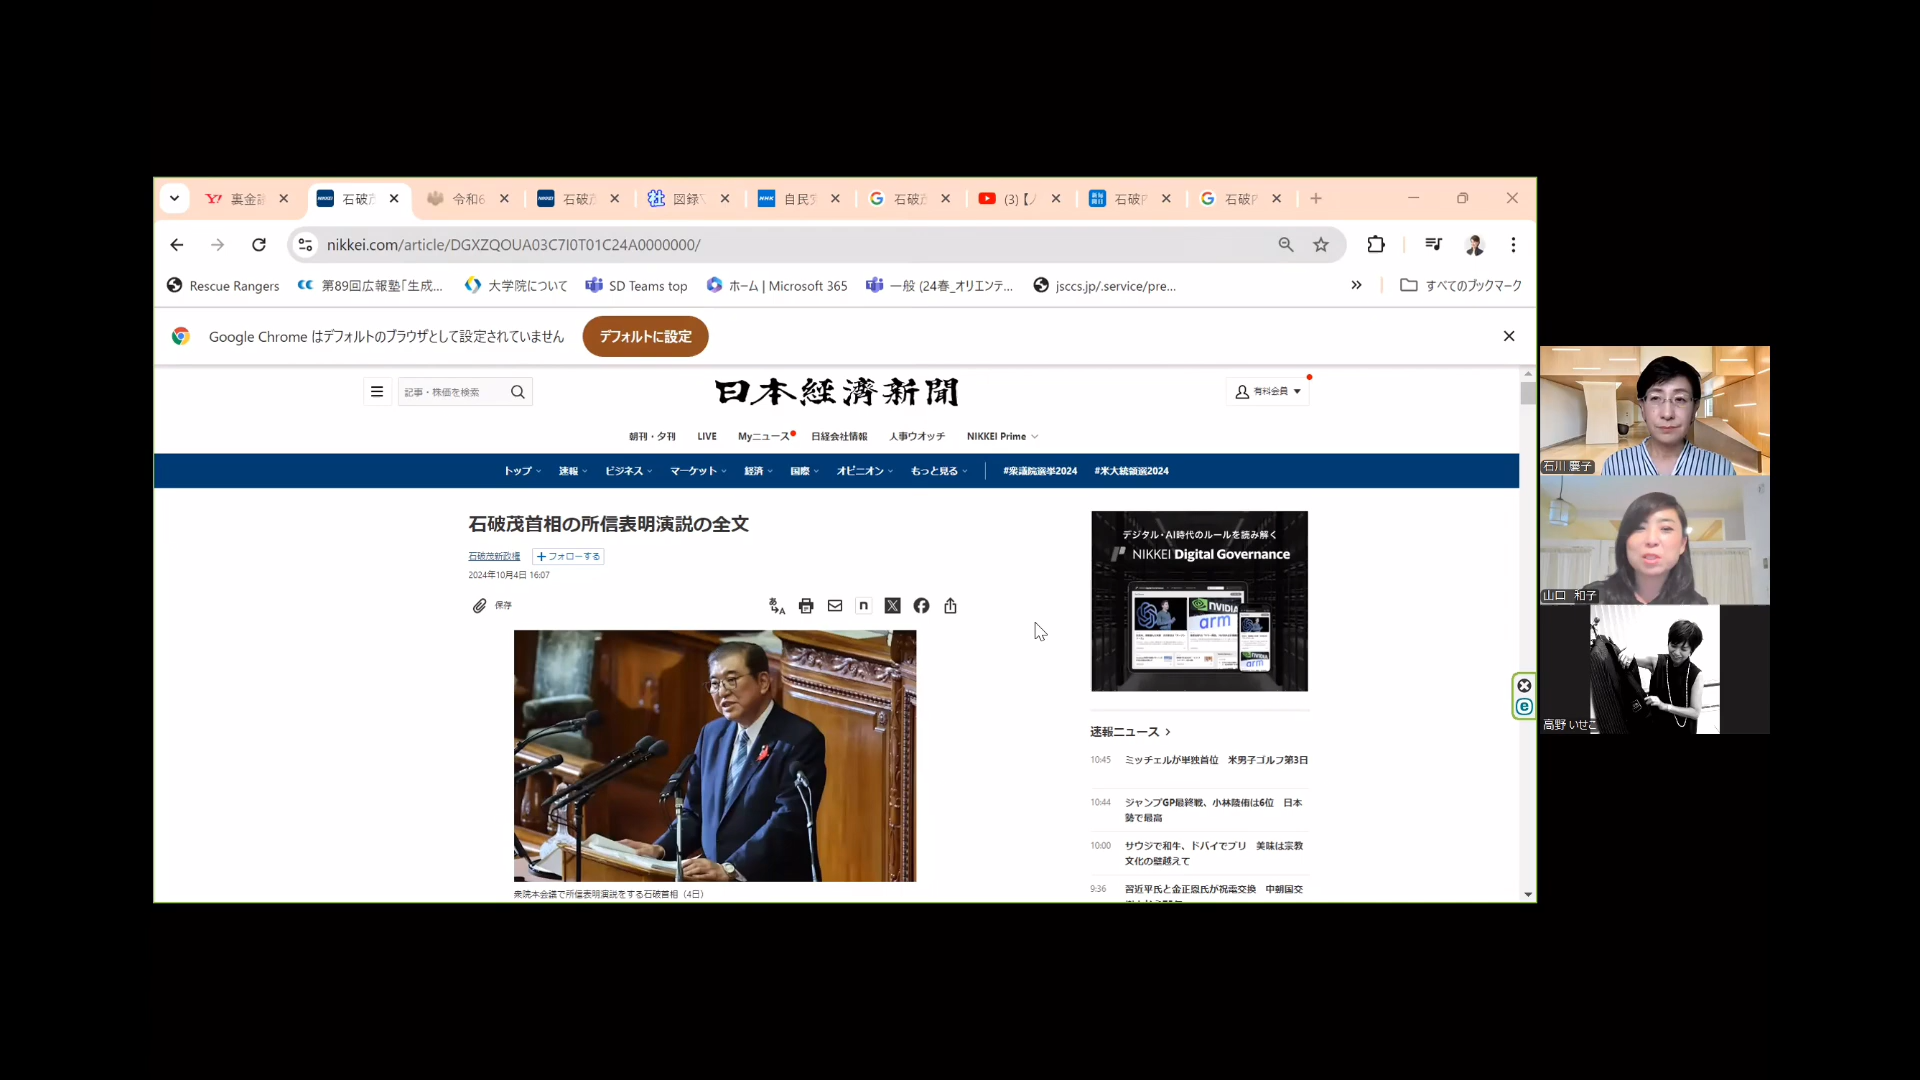 裏金議
石破茂
令和6
石破茂
図録▽
自民党
石破茂
(3)【ノ
石破P
石破P
nikkei.com/article/DGXZQOUA03C7I0T01C24A0000000/
Rescue Rangers
第89回広報塾「生成...
大学院について
SD Teams top
ホーム | Microsoft 365
一般 (24春_オリエンテ...
jsccs.jp/.service/pre...
すべてのブックマーク
Google Chrome はデフォルトのブラウザとして設定されていません
デフォルトに設定
記事・株価を検索
日本経済新聞
有料会員
朝刊・夕刊 LIVE Myニュース 日経会社情報 人事ウオッチ NIKKEI Prime
トップ 速報 ビジネス マーケット 経済 国際 オピニオン もっと見る #衆議院選挙2024 #米大統領選2024
石破茂首相の所信表明演説の全文
石破茂新政権 +フォローする
2024年10月4日 16:07
保存
衆院本会議で所信表明演説をする石破首相(4日)
デジタル・AI時代のルールを読み解く
NIKKEI Digital Governance
NVIDIA
arm
arm
速報ニュース
10:45 ミッチェルが単独首位 米男子ゴルフ第3日
10:44 ジャンプGP最終戦、小林陵侑は6位 日本
勢で最高
10:00 サウジで和牛、ドバイでブリ 美味は宗教
文化の壁越えて
9:36 習近平氏と金正恩氏が祝電交換 中朝国交
石川 慶子
山口 和子
高野 いせこ